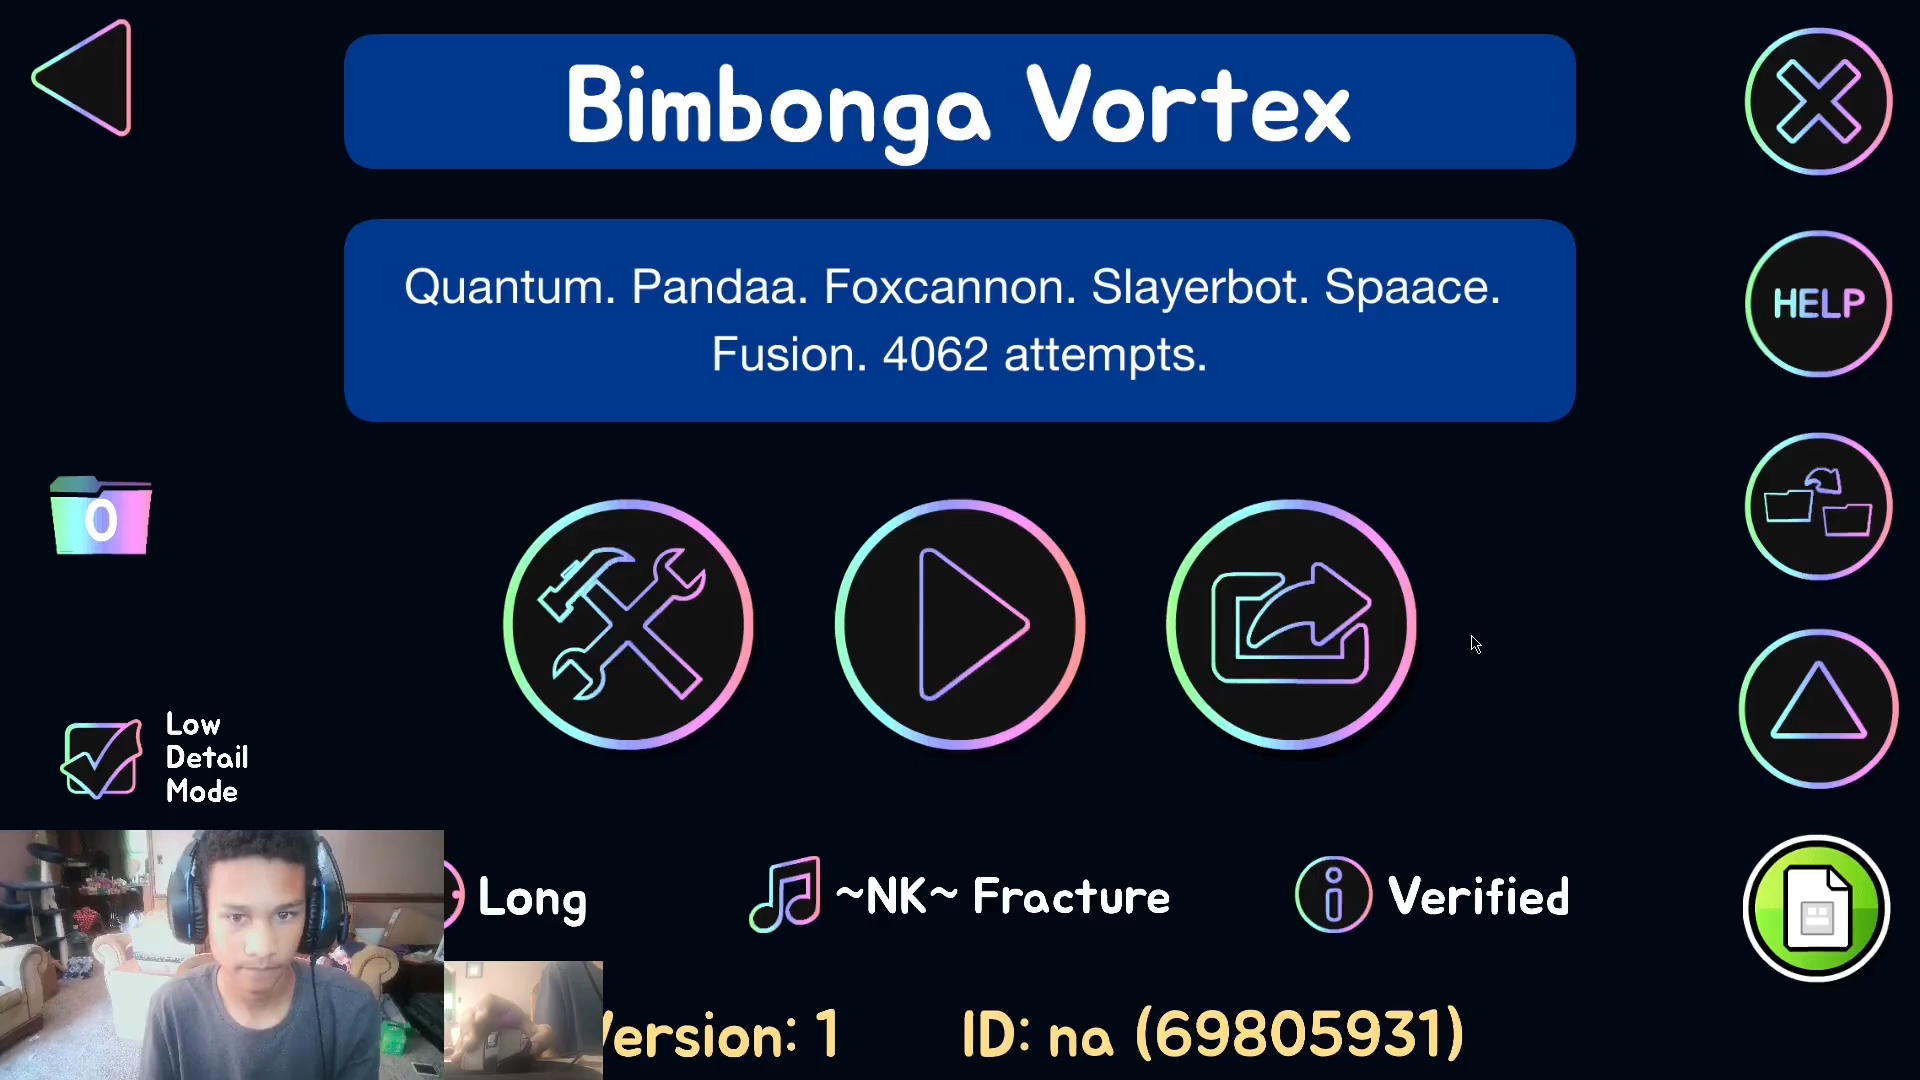 Bimbonga Vortex
Quantum. Pandaa. Foxcannon. Slayerbot. Spaace.
Fusion. 4062 attempts.
HELP
0
Low
Detail
Mode
Long
~NK~ Fracture
Verified
Version: 1
ID: na (69805931)